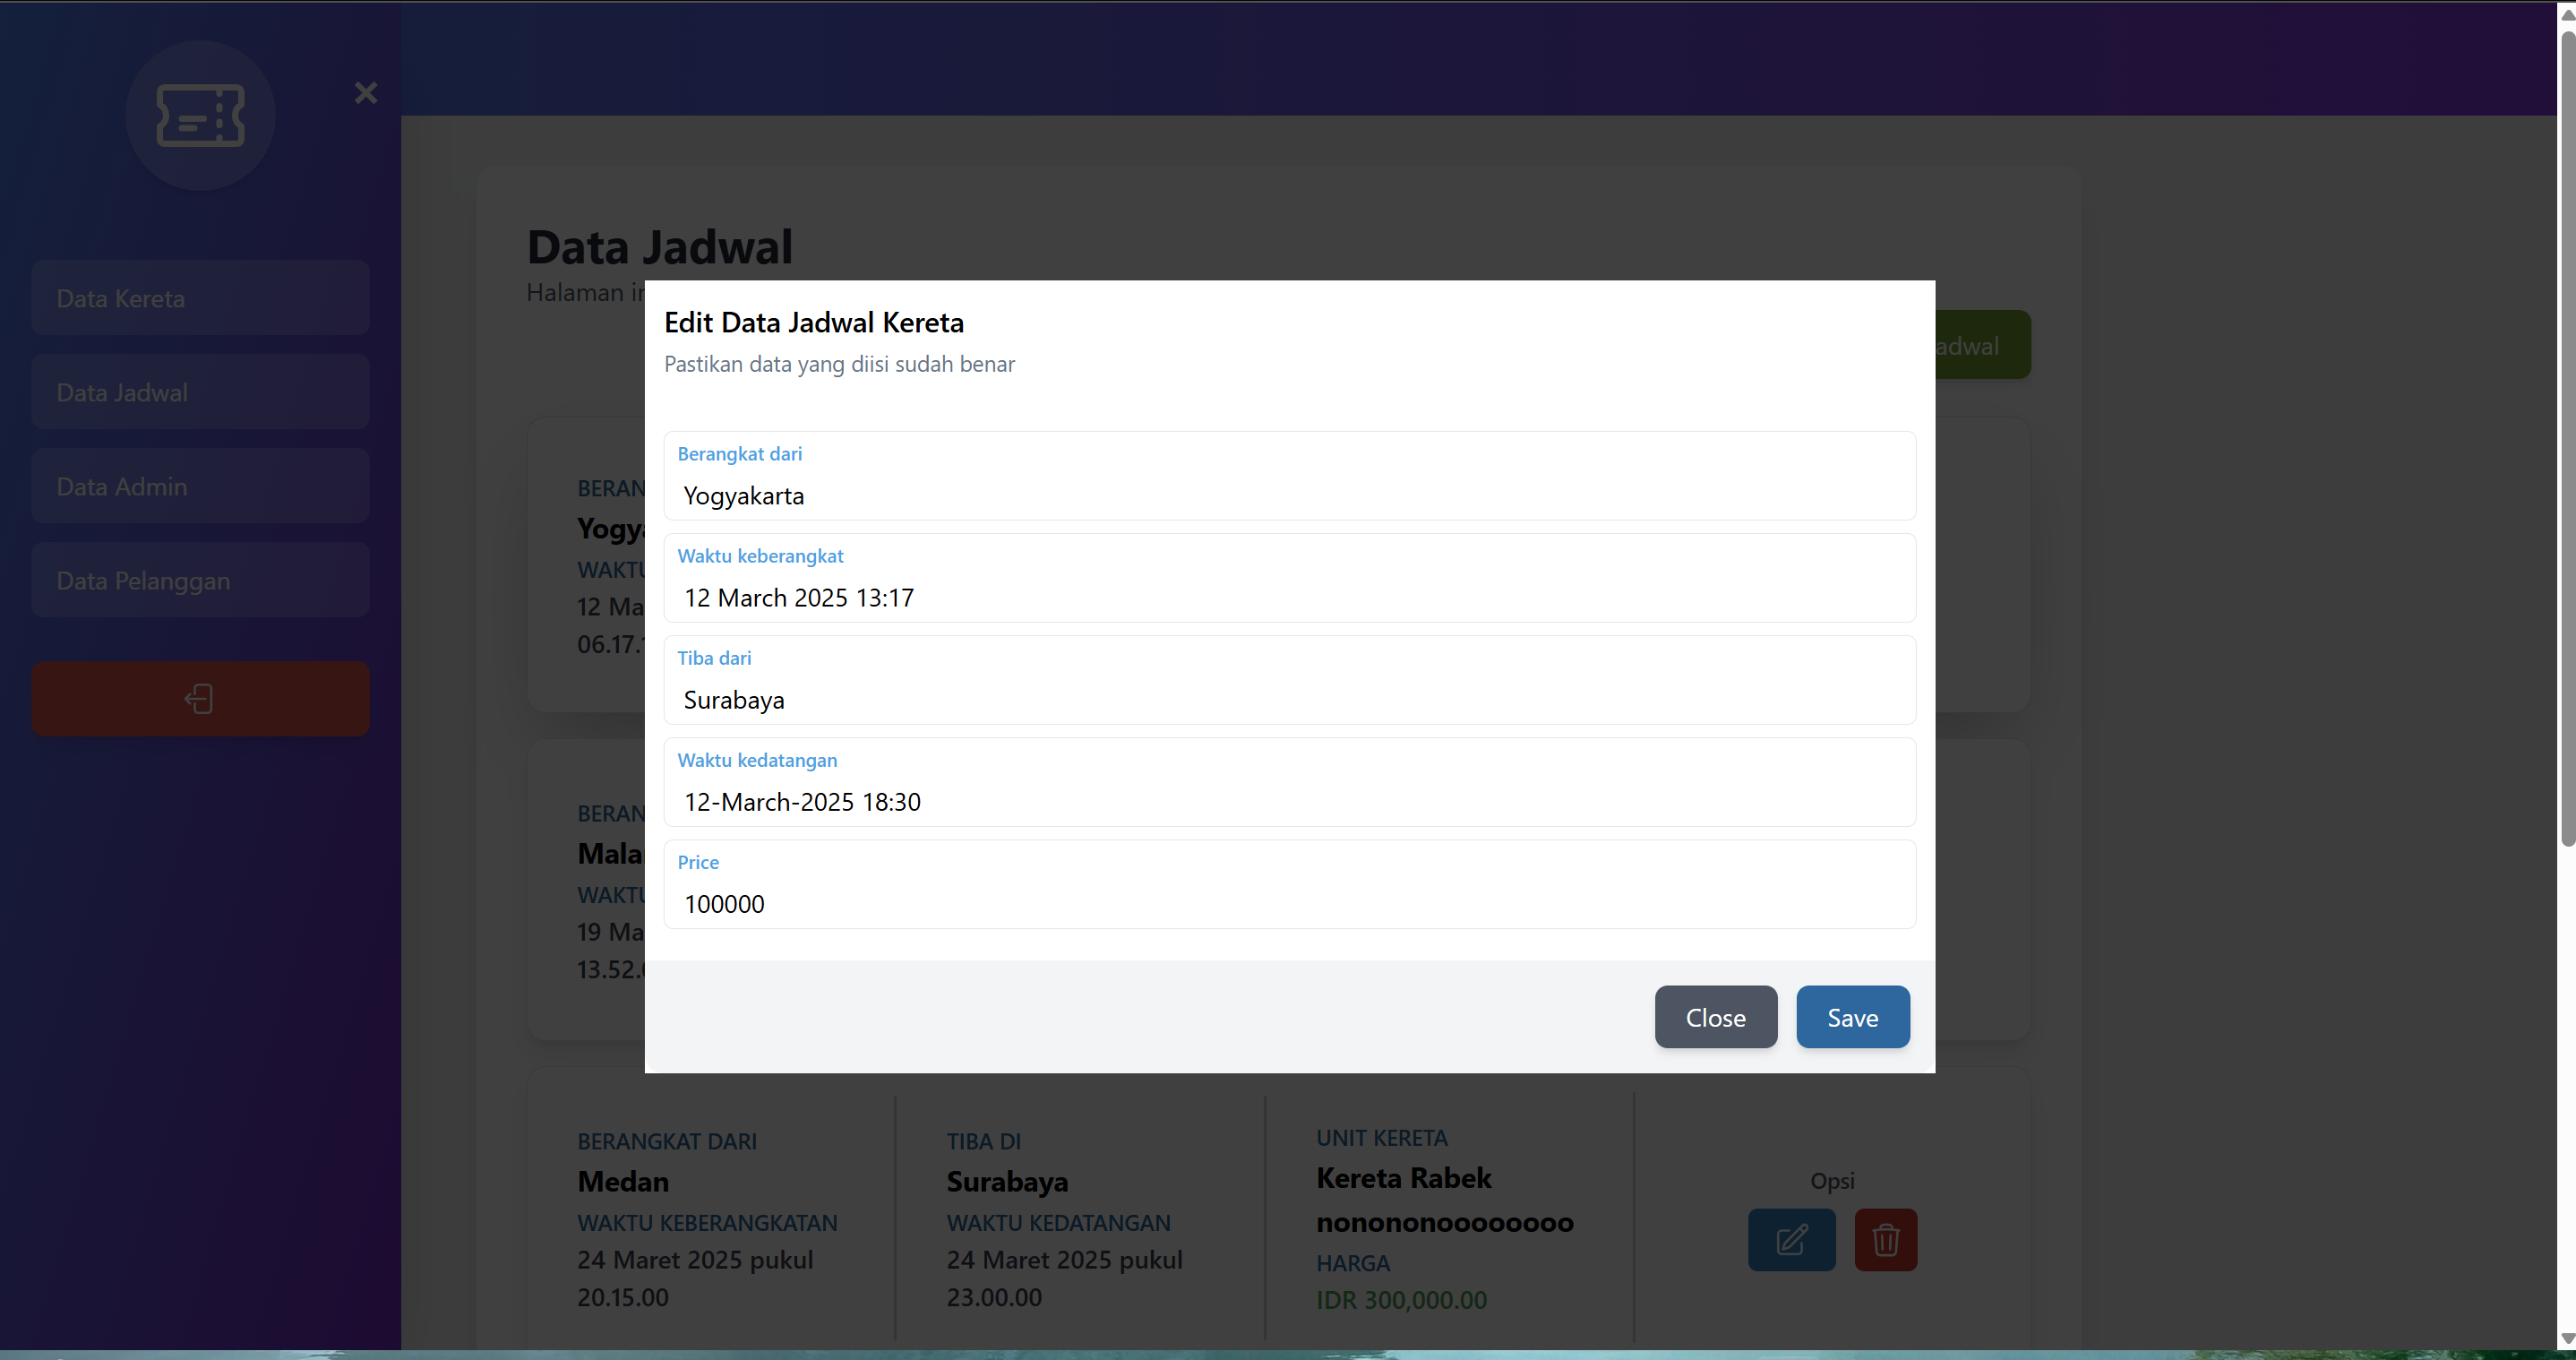 Data Kereta
Data Jadwal
Data Admin
Data Pelanggan
Data Jadwal
Halaman
adwal
Edit Data Jadwal Kereta
Pastikan data yang diisi sudah benar
Berangkat dari
Yogyakarta
Waktu keberangkat
12 March 2025 13:17
Tiba dari
Surabaya
Waktu kedatangan
12-March-2025 18:30
Price
100000
Close
Save
BERAN
Yogy
WAKTU
12 Ma
06.17.
BERAN
Mala
WAKTU
19 Ma
13.52.
BERANGKAT DARI
Medan
WAKTU KEBERANGKATAN
24 Maret 2025 pukul
20.15.00
TIBA DI
Surabaya
WAKTU KEDATANGAN
24 Maret 2025 pukul
23.00.00
UNIT KERETA
Kereta Rabek
nonononoooooooo
HARGA
IDR 300,000.00
Opsi